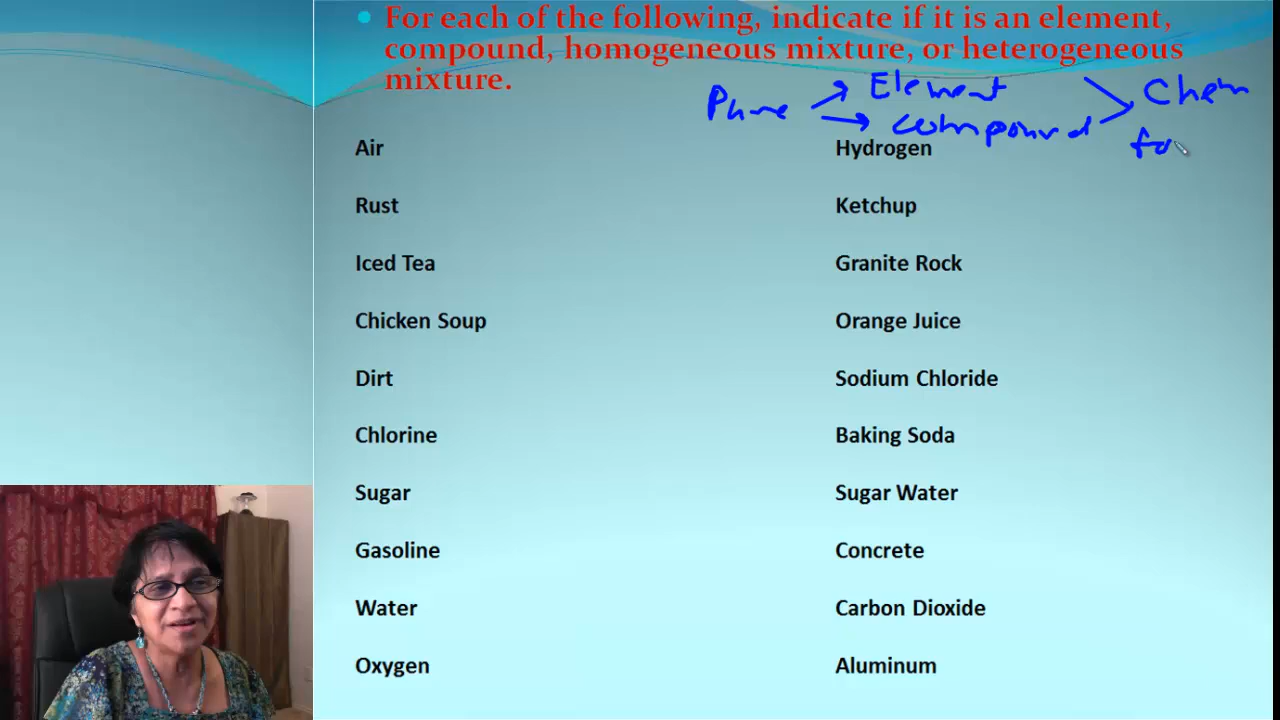 For each of the following, indicate if it is an element,
compound, homogeneous mixture, or heterogeneous
mixture.
Pure
Element
compound
Chem
fo
Air
Hydrogen
Rust
Ketchup
Iced Tea
Granite Rock
Chicken Soup
Orange Juice
Dirt
Sodium Chloride
Chlorine
Baking Soda
Sugar
Sugar Water
Gasoline
Concrete
Water
Carbon Dioxide
Oxygen
Aluminum